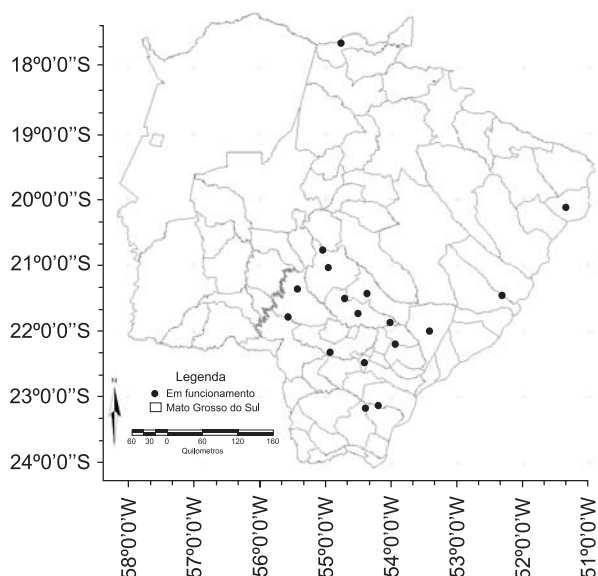 18º0'0''S
19º0'0''S
20º0'0''S
21º0'0''S
22º0'0''S
23º0'0''S
24º0'0''S
N
Legenda
Em funcionamento
Mato Grosso do Sul
60 30 0 60 120 160
Quilometros
58º0'0'W
57º0'0'W
56º0'0'W
55º0'0'W
54º0'0'W
53º0'0'W
52º0'0'W
51º0'0'W